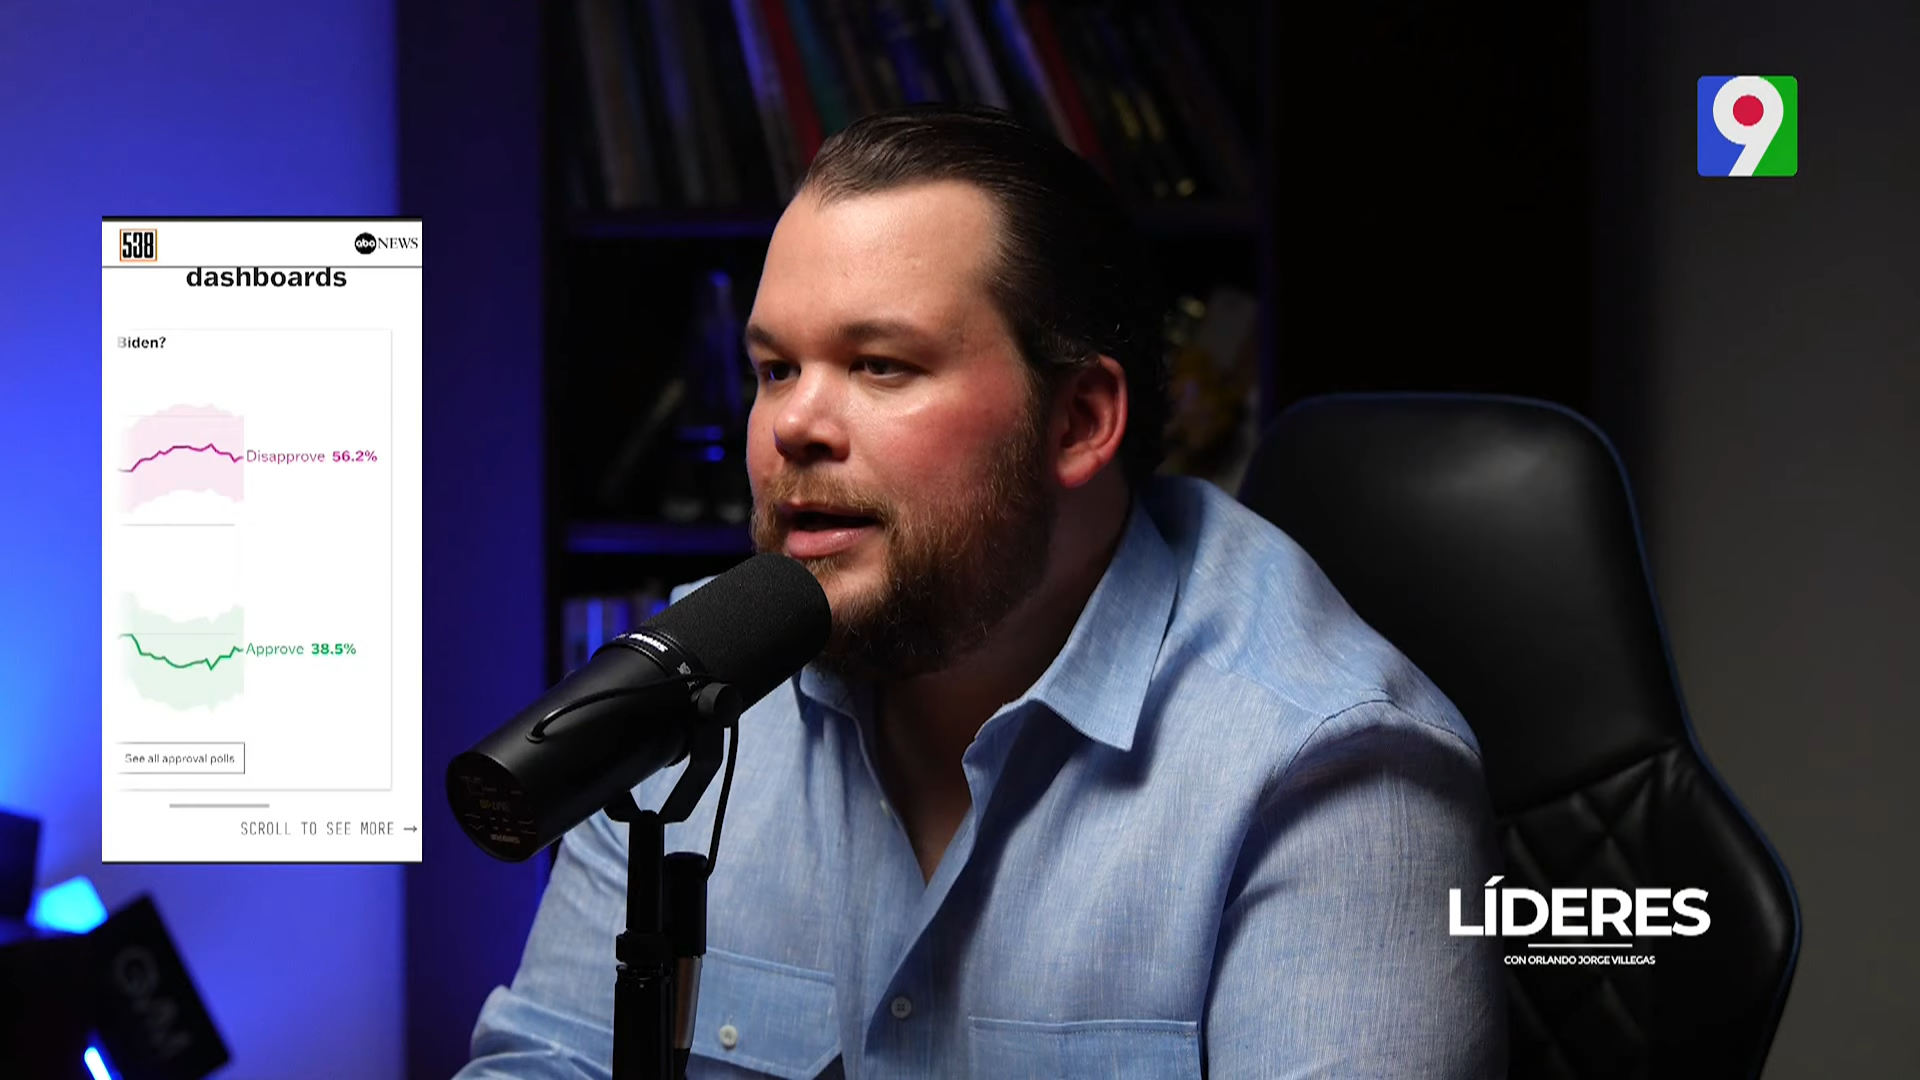 9
538
abc NEWS
dashboards
Biden?
Disapprove 56.2%
Approve 38.5%
See all approval polls
SCROLL TO SEE MORE →
LÍDERES
CON ORLANDO JORGE VILLEGAS